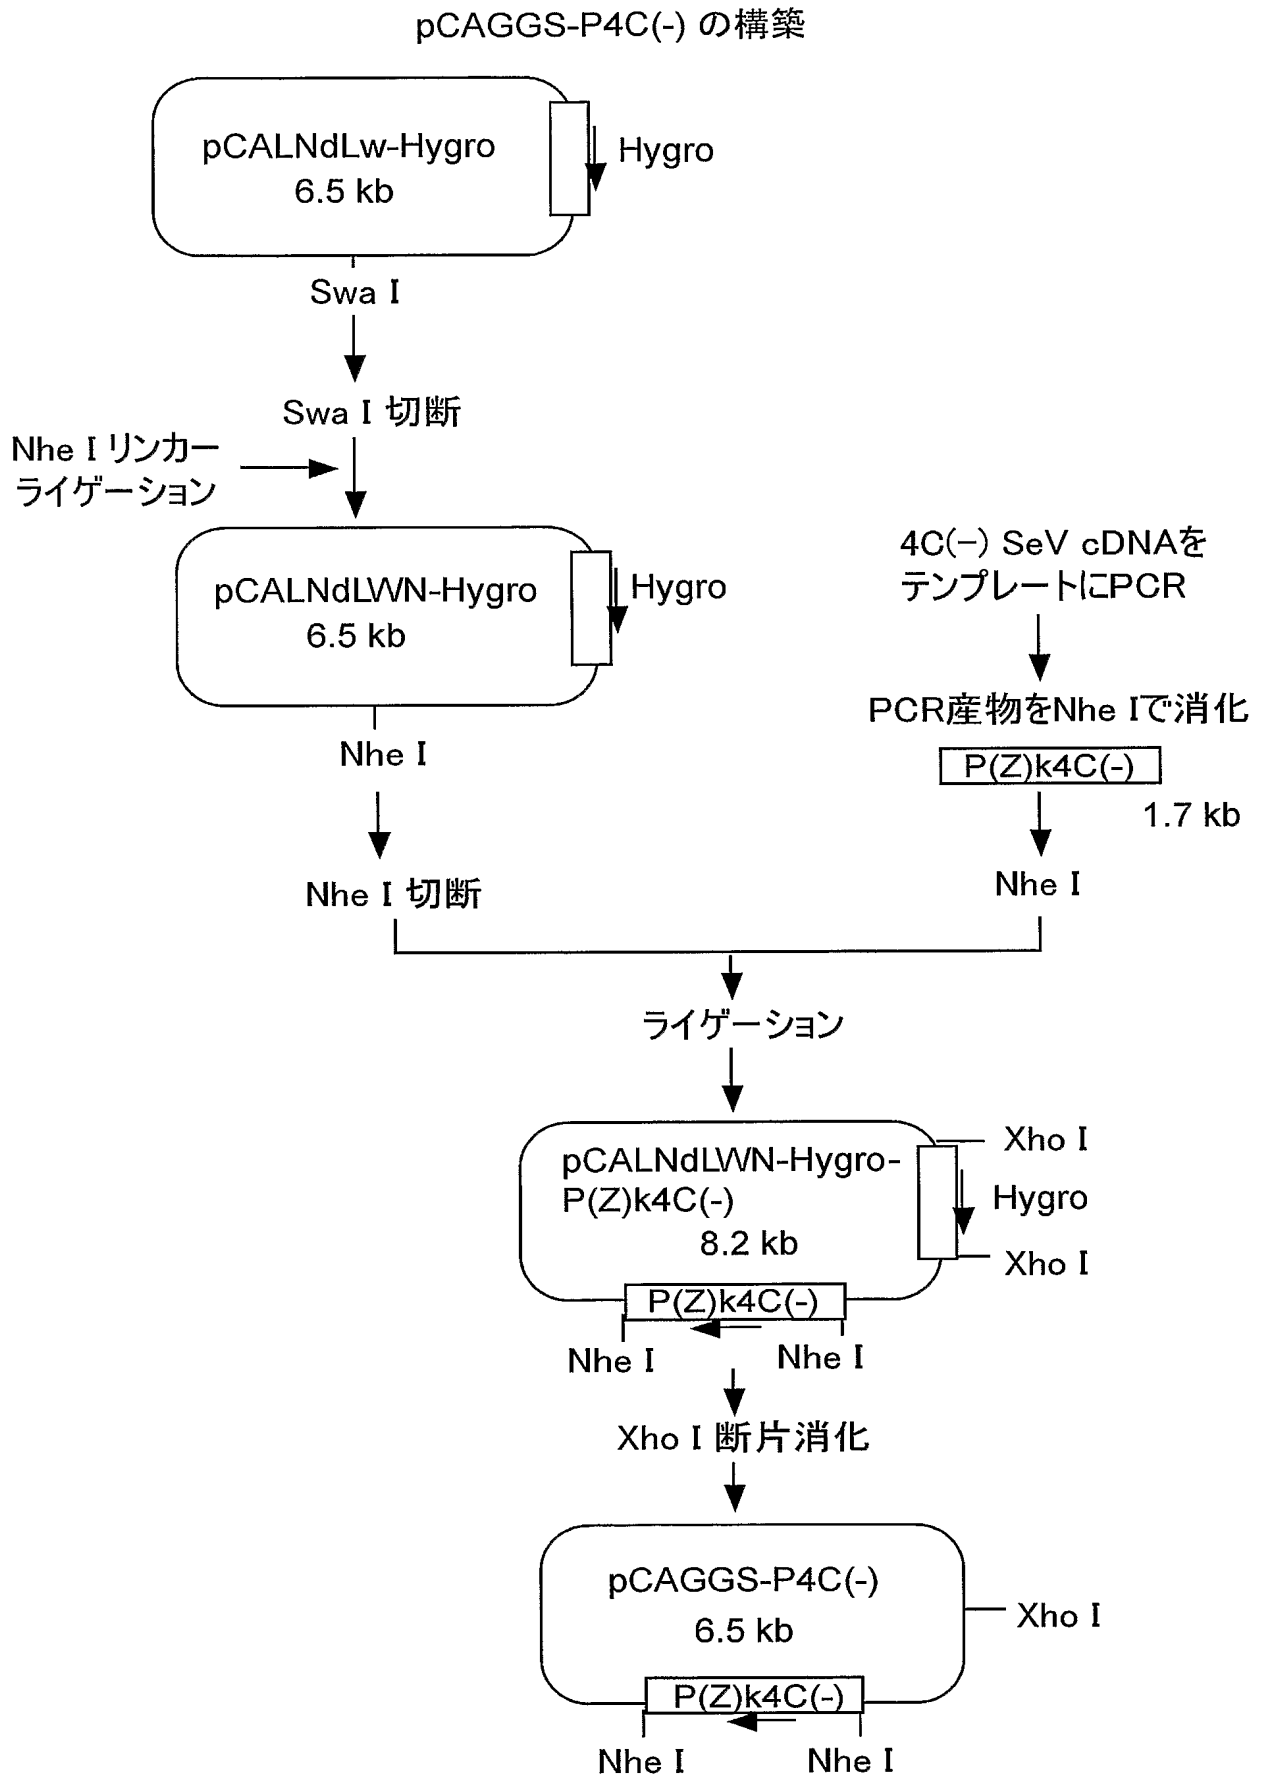 pCAGGS-P4C(-) の構築
pCALNdLw-Hygro
6.5 kb
Hygro
Swa I
Swa I 切断
Nhe I リンカー
ライゲーション
pCALNdLWN-Hygro
6.5 kb
Hygro
Nhe I
Nhe I 切断
4C(-) SeV cDNAを
テンプレートにPCR
PCR産物をNhe Iで消化
P(Z)k4C(-)
1.7 kb
Nhe I
ライゲーション
pCALNdLWN-Hygro-
P(Z)k4C(-)
8.2 kb
Xho I
Hygro
Xho I
P(Z)k4C(-)
Nhe I
Nhe I
Xho I 断片消化
pCAGGS-P4C(-)
6.5 kb
Xho I
P(Z)k4C(-)
Nhe I
Nhe I